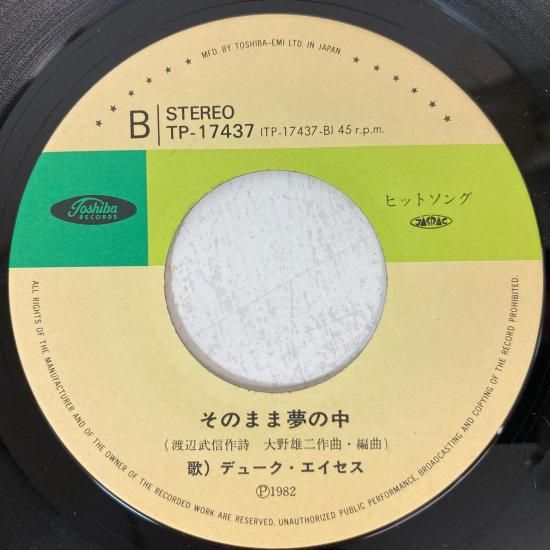 MFD. BY TOSHIBA-EMI LTD. IN JAPAN
B
STEREO
TP-17437 (TP-17437-B) 45 r.p.m.
Toshiba
RECORDS
ヒットソング
JASRAC
そのまま夢の中
(渡辺武信作詩 大野雄二作曲・編曲)
歌) デューク・エイセス
Ⓟ1982
ALL RIGHTS OF THE MANUFACTURER AND OF THE OWNER OF THE RECORDED WORK ARE RESERVED. UNAUTHORIZED PUBLIC PERFORMANCE, BROADCASTING AND COPYING OF THE RECORD PROHIBITED.